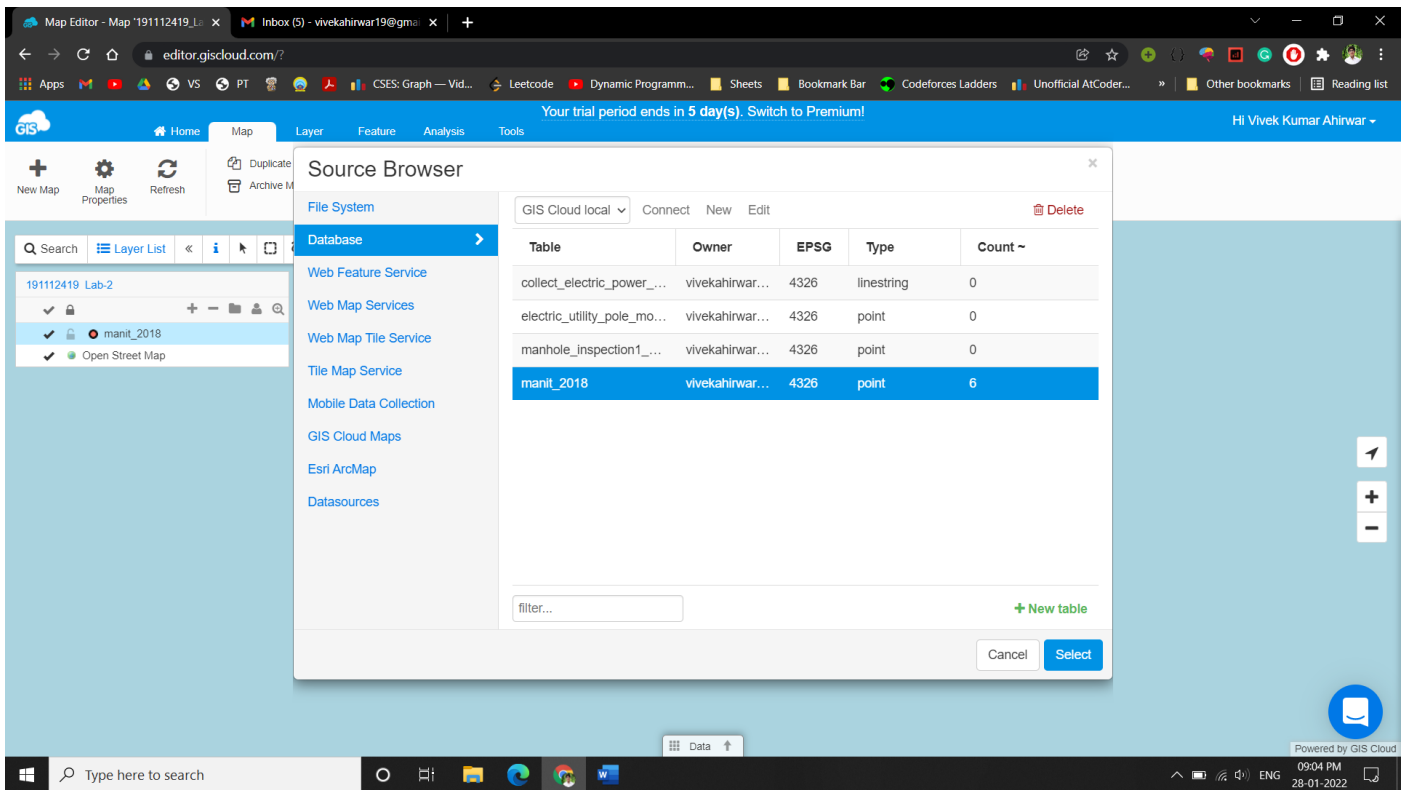 Map Editor - Map '191112419_La
Inbox (5) - vivekahirwar19@gmai
editor.giscloud.com/?
Apps VS PT CSES: Graph — Vid... Leetcode Dynamic Programm... Sheets Bookmark Bar Codeforces Ladders Unofficial AtCoder... » Other bookmarks Reading list
Your trial period ends in 5 day(s). Switch to Premium!
GIS Home Map Layer Feature Analysis Tools
Hi Vivek Kumar Ahirwar
New Map
Map Properties
Refresh
Duplicate
Archive M
Source Browser
×
Search Layer List «
191112419 Lab-2
manit_2018
Open Street Map
File System
Database
Web Feature Service
Web Map Services
Web Map Tile Service
Tile Map Service
Mobile Data Collection
GIS Cloud Maps
Esri ArcMap
Datasources
GIS Cloud local Connect New Edit Delete
Table Owner EPSG Type Count ~
collect_electric_power_... vivekahirwar... 4326 linestring 0
electric_utility_pole_mo... vivekahirwar... 4326 point 0
manhole_inspection1_... vivekahirwar... 4326 point 0
manit_2018 vivekahirwar... 4326 point 6
filter...
+ New table
Cancel Select
Data
Powered by GIS Cloud
Type here to search
ENG
09:04 PM
28-01-2022